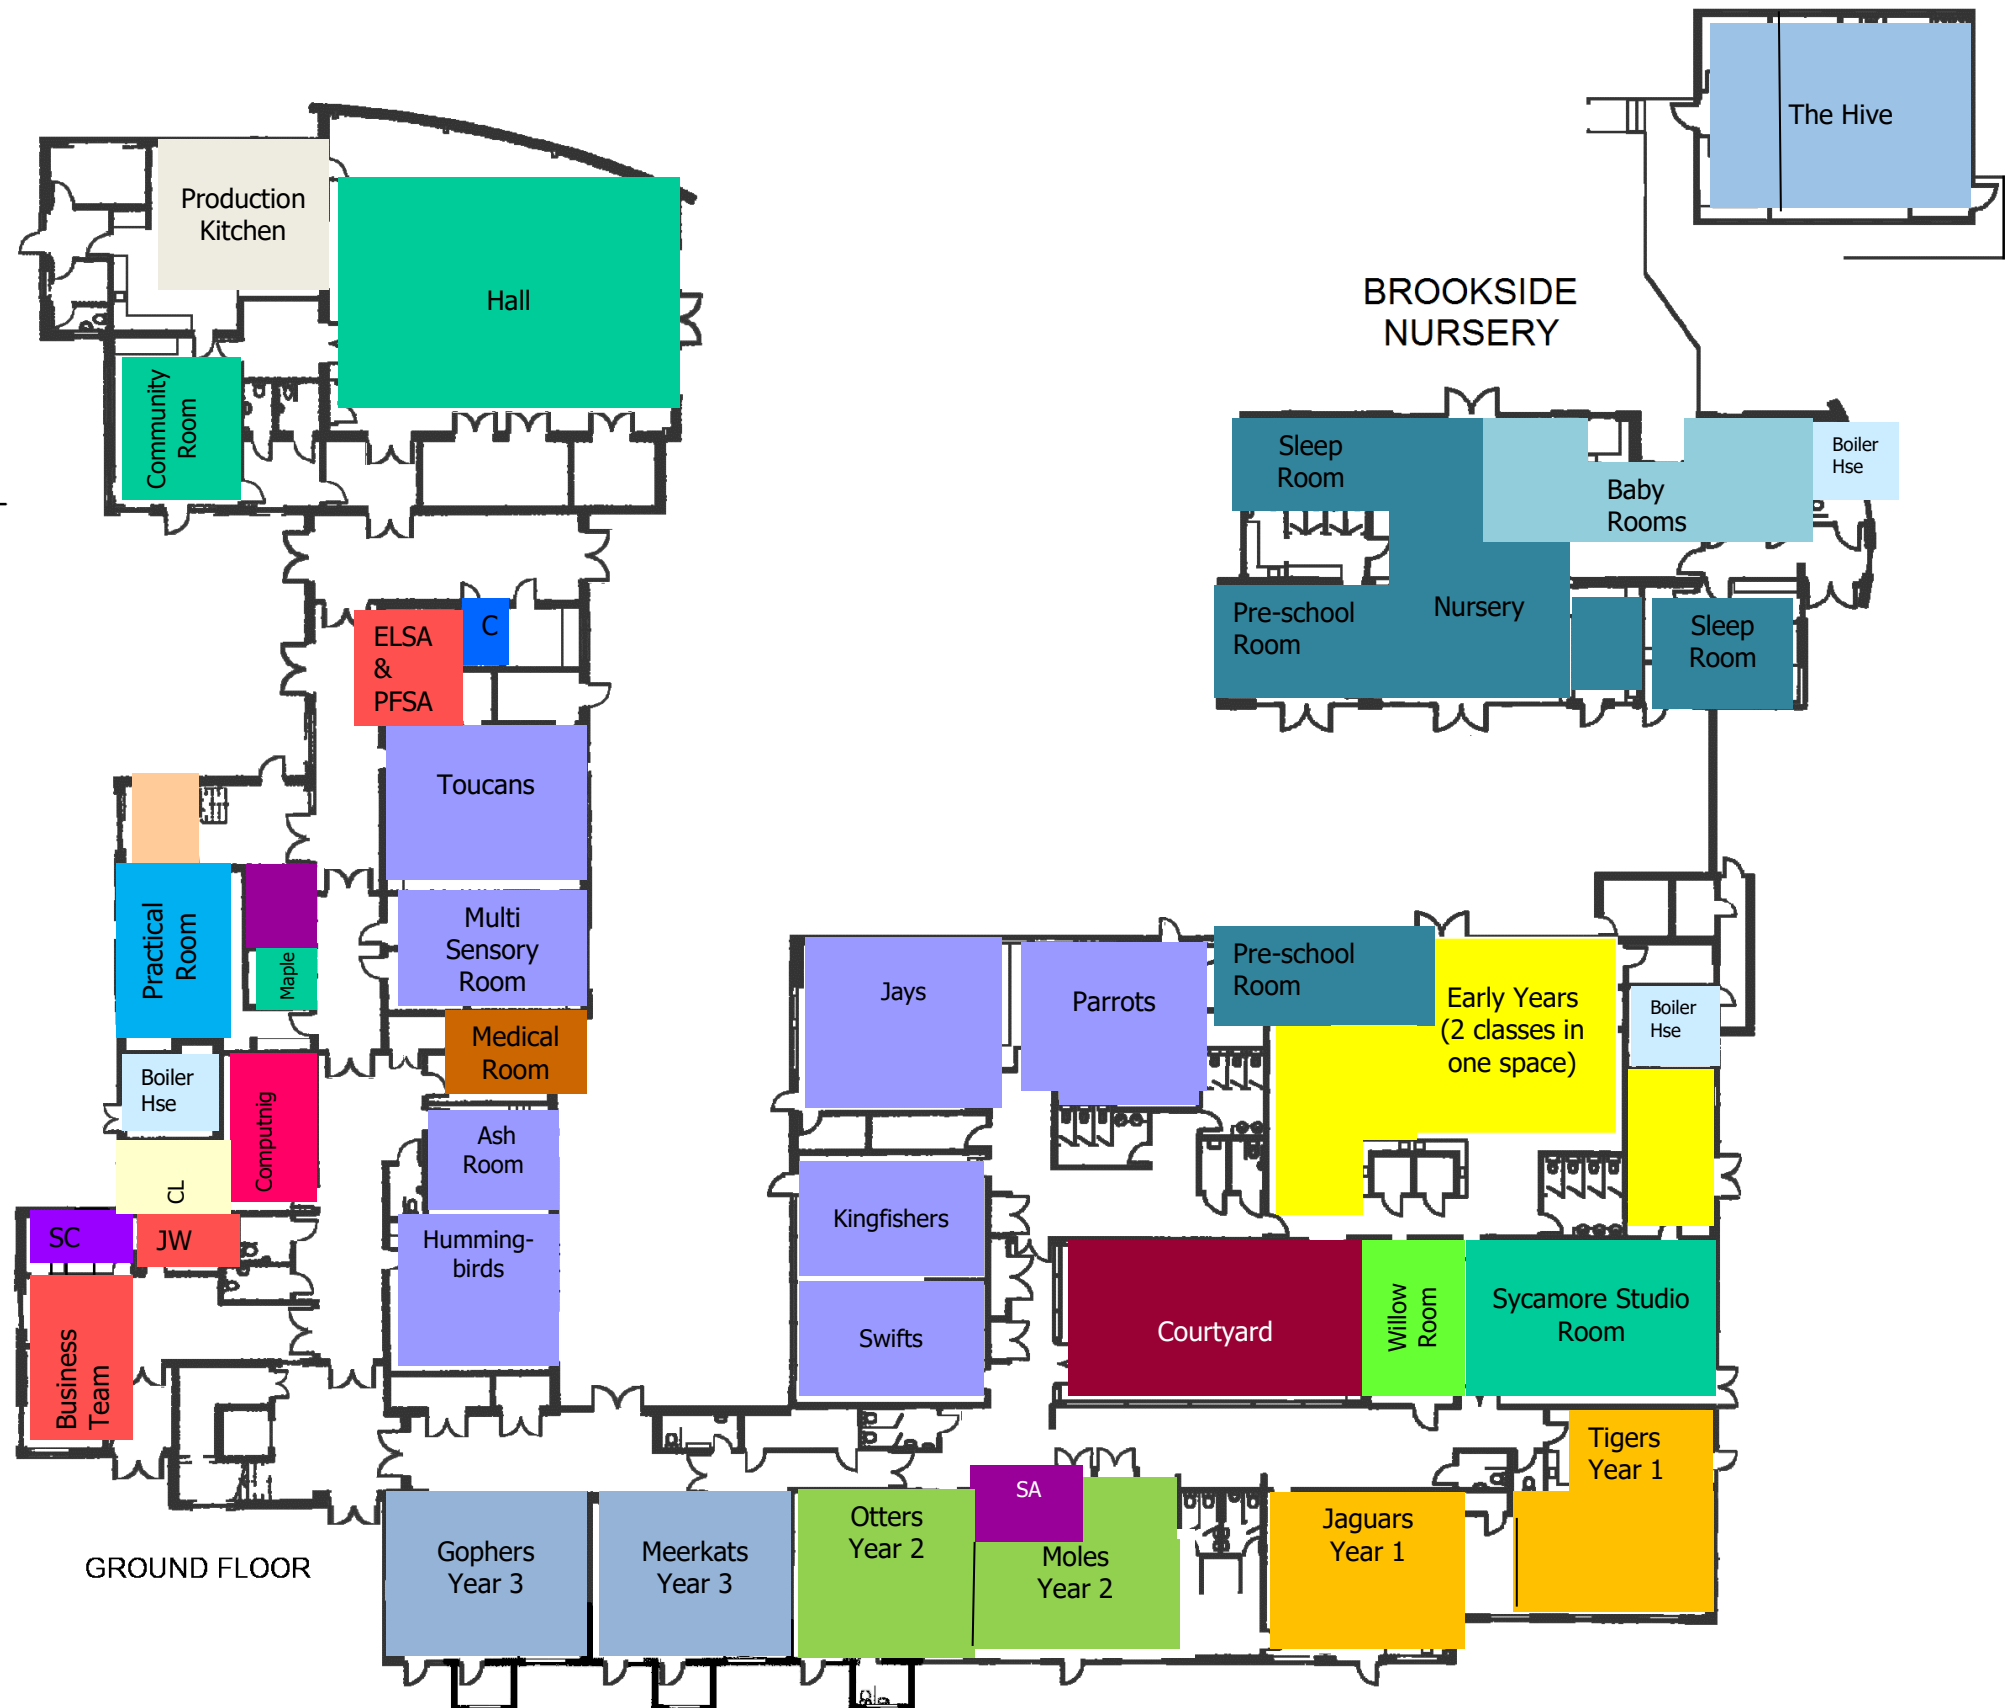 The Hive
Production
Kitchen
Hall
BROOKSIDE
NURSERY
Community
Room
Sleep
Room
Baby
Rooms
Boiler
Hse
ELSA
&
PFSA
C
Pre-school
Room
Nursery
Sleep
Room
Toucans
Practical
Room
Maple
Multi
Sensory
Room
Jays
Parrots
Pre-school
Room
Early Years
(2 classes in
one space)
Boiler
Hse
Medical
Room
Boiler
Hse
Computnig
Ash
Room
CL
SC
JW
Humming-
birds
Kingfishers
Swifts
Courtyard
Willow
Room
Sycamore Studio
Room
Business
Team
Tigers
Year 1
SA
Otters
Year 2
Moles
Year 2
Jaguars
Year 1
Gophers
Year 3
Meerkats
Year 3
GROUND FLOOR